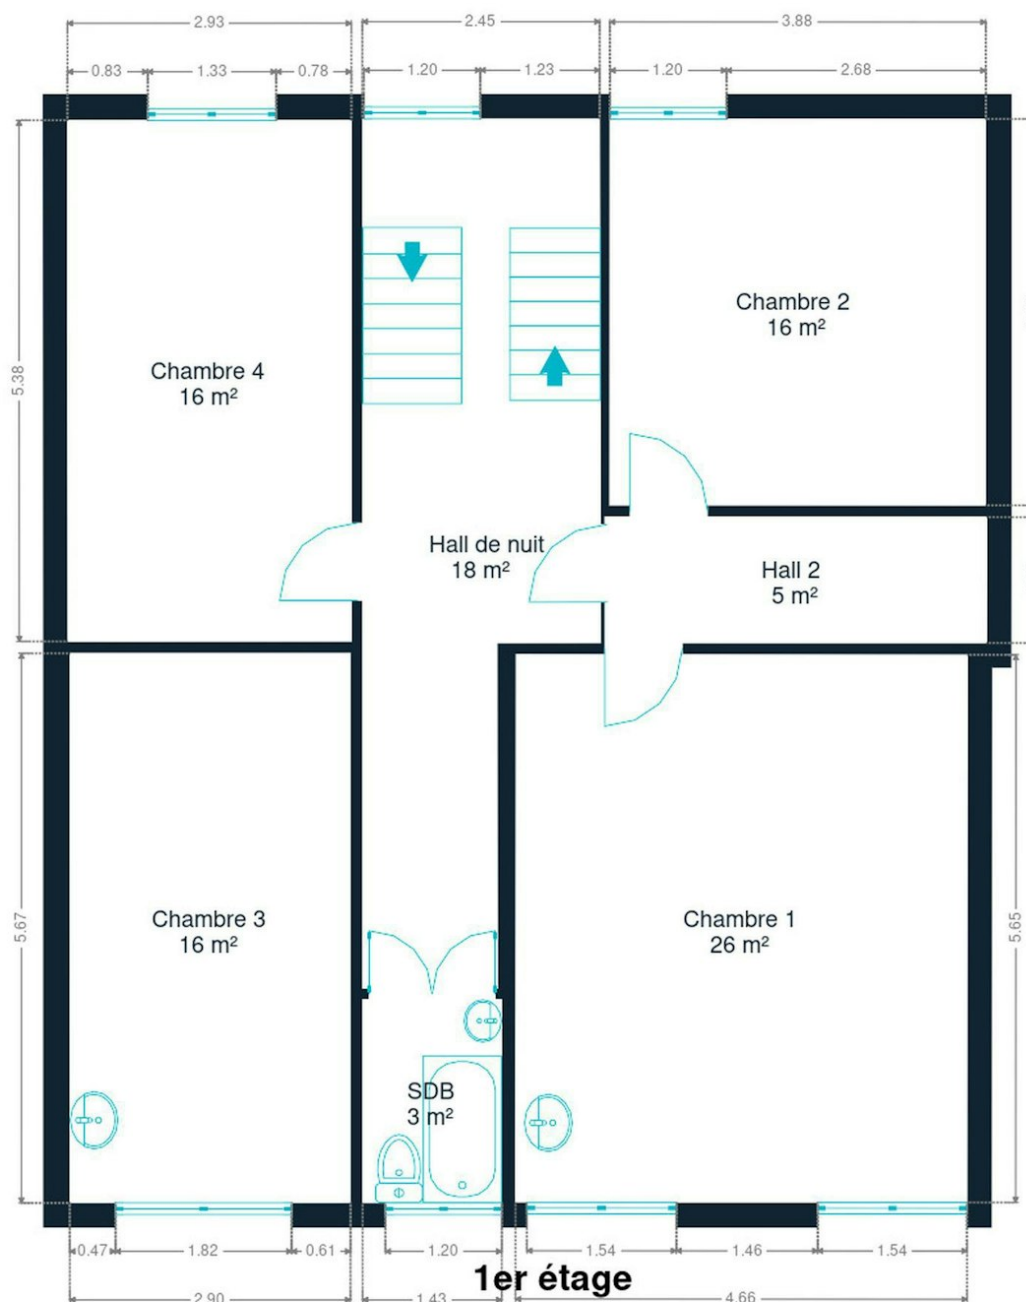 2.93
2.45
3.88
0.83
1.33
0.78
1.20
1.23
1.20
2.68
Chambre 2
16 m²
Chambre 4
16 m²
5.38
Hall de nuit
18 m²
Hall 2
5 m²
Chambre 3
16 m²
Chambre 1
26 m²
5.67
5.65
SDB
3 m²
0.47
1.82
0.61
1.20
1.54
1.46
1.54
1er étage
2.90
1.43
4.66